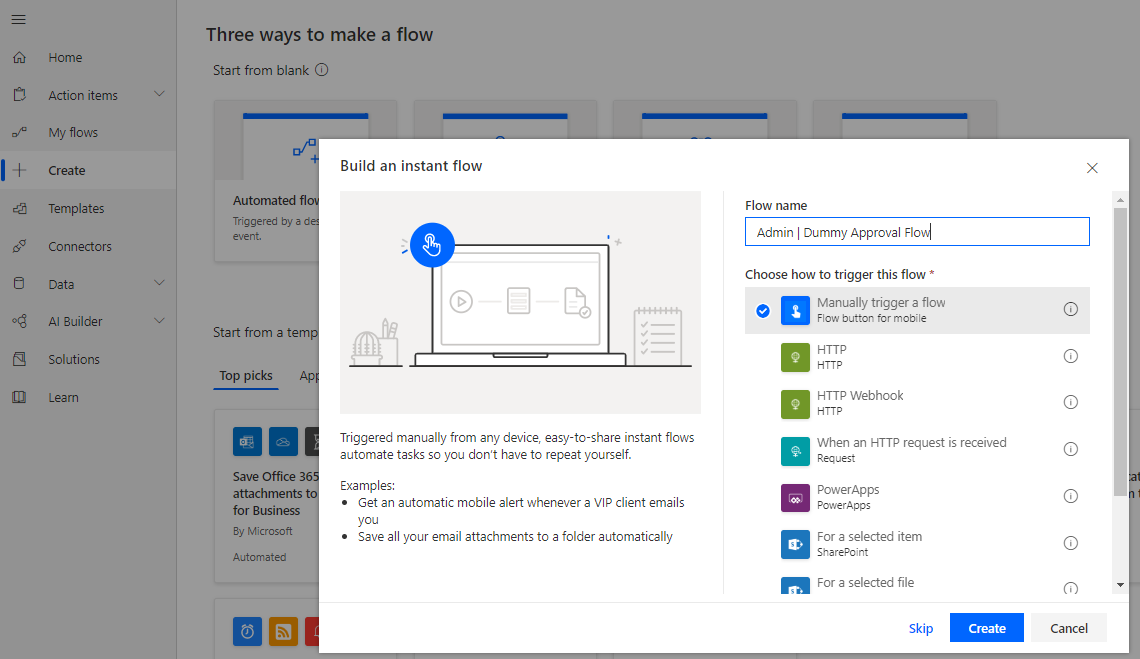 Home
Action items
My flows
Create
Templates
Connectors
Data
AI Builder
Solutions
Learn
Three ways to make a flow
Start from blank
Automated flow
Triggered by a des
event.
Start from a temp
Top picks
App
Save Office 365
attachments to
for Business
By Microsoft
Automated
Build an instant flow
Triggered manually from any device, easy-to-share instant flows
automate tasks so you don't have to repeat yourself.
Examples:
Get an automatic mobile alert whenever a VIP client emails
you
Save all your email attachments to a folder automatically
Flow name
Admin | Dummy Approval Flow
Choose how to trigger this flow *
Manually trigger a flow
Flow button for mobile
HTTP
HTTP
HTTP Webhook
HTTP
When an HTTP request is received
Request
PowerApps
PowerApps
For a selected item
SharePoint
For a selected file
Skip
Create
Cancel